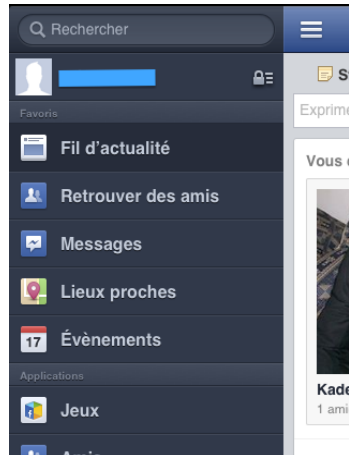 Rechercher
Favoris
Fil d'actualité
Retrouver des amis
Messages
Lieux proches
17 Évènements
Applications
Jeux
Amis
Exprime
Vous
Kade
1 ami